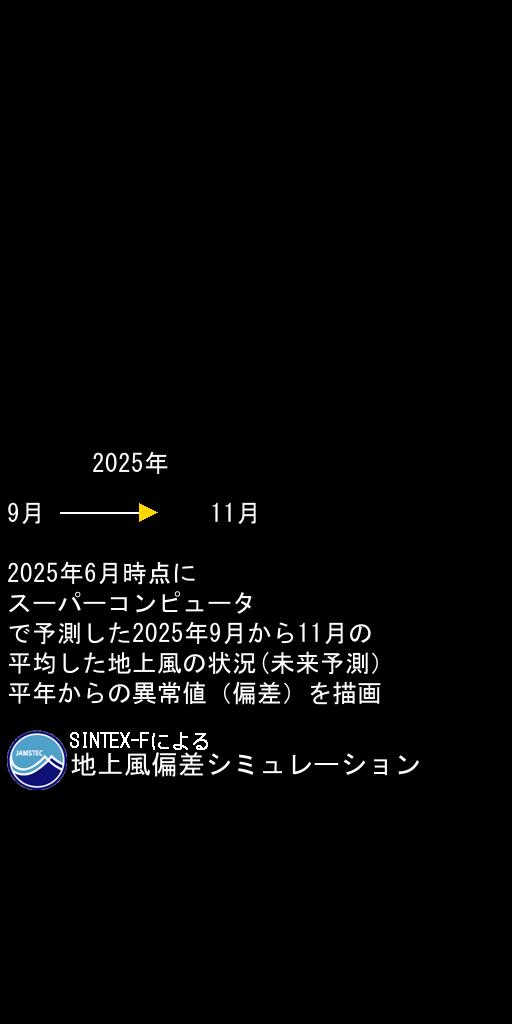 2025年
9月 11月
2025年6月時点に
スーパーコンピュータ
で予測した2025年9月から11月の
平均した地上風の状況(未来予測)
平年からの異常値（偏差）を描画
JAMSTEC
SINTEX-Fによる
地上風偏差シミュレーション